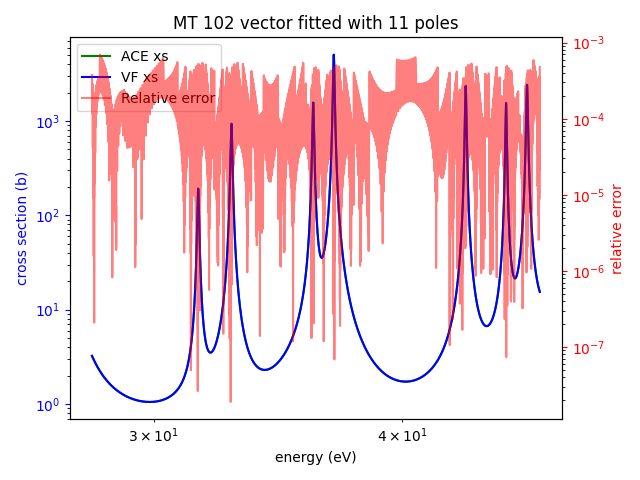 MT 102 vector fitted with 11 poles
ACE xs
VF xs
Relative error
10³
10²
10¹
10⁰
cross section (b)
10⁻³
10⁻⁴
10⁻⁵
10⁻⁶
10⁻⁷
relative error
3 × 10¹
4 × 10¹
energy (eV)